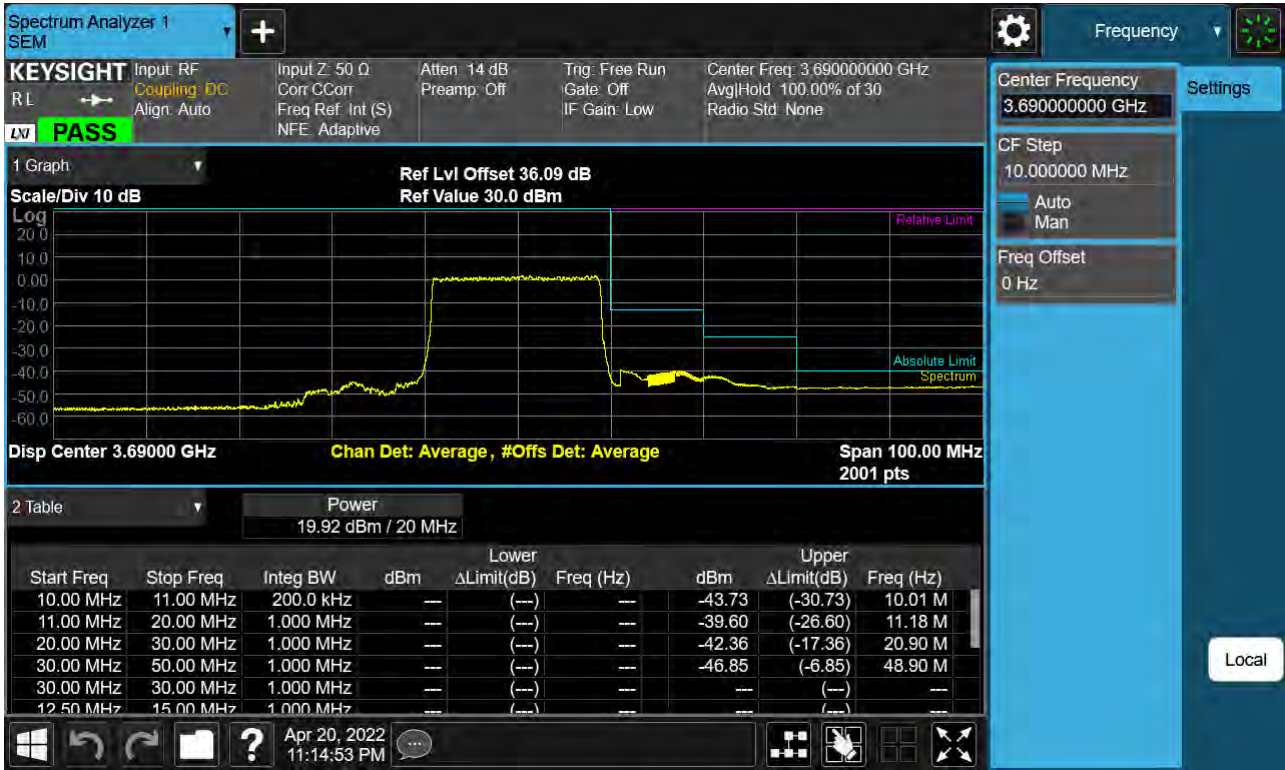 Spectrum Analyzer 1
SEM
Frequency
KEYSIGHT
R L
LXI
PASS
Input: RF
Coupling: DC
Align: Auto
Input Z: 50 Ω
Corr CCorr
Freq Ref: Int (S)
NFE: Adaptive
Atten: 14 dB
Preamp: Off
Trig: Free Run
Gate: Off
IF Gain: Low
Center Freq: 3.690000000 GHz
Avg|Hold: 100.00% of 30
Radio Std: None
Center Frequency
3.690000000 GHz
Settings
CF Step
10.000000 MHz
Auto
Man
Freq Offset
0 Hz
1 Graph
Scale/Div 10 dB
Ref Lvl Offset 36.09 dB
Ref Value 30.0 dBm
Log
Relative Limit
20.0
10.0
0.00
-10.0
-20.0
-30.0
Absolute Limit
-40.0
Spectrum
-50.0
-60.0
Disp Center 3.69000 GHz
Chan Det: Average, #Offs Det: Average
Span 100.00 MHz
2001 pts
2 Table
Power
19.92 dBm / 20 MHz
Lower Upper
Start Freq Stop Freq Integ BW dBm ΔLimit(dB) Freq (Hz) dBm ΔLimit(dB) Freq (Hz)
10.00 MHz 11.00 MHz 200.0 kHz --- (---) --- -43.73 (-30.73) 10.01 M
11.00 MHz 20.00 MHz 1.000 MHz --- (---) --- -39.60 (-26.60) 11.18 M
20.00 MHz 30.00 MHz 1.000 MHz --- (---) --- -42.36 (-17.36) 20.90 M
30.00 MHz 50.00 MHz 1.000 MHz --- (---) --- -46.85 (-6.85) 48.90 M
30.00 MHz 30.00 MHz 1.000 MHz --- (---) --- --- (---) ---
12.50 MHz 15.00 MHz 1.000 MHz --- (---) --- --- (---) ---
Local
?
Apr 20, 2022
11:14:53 PM